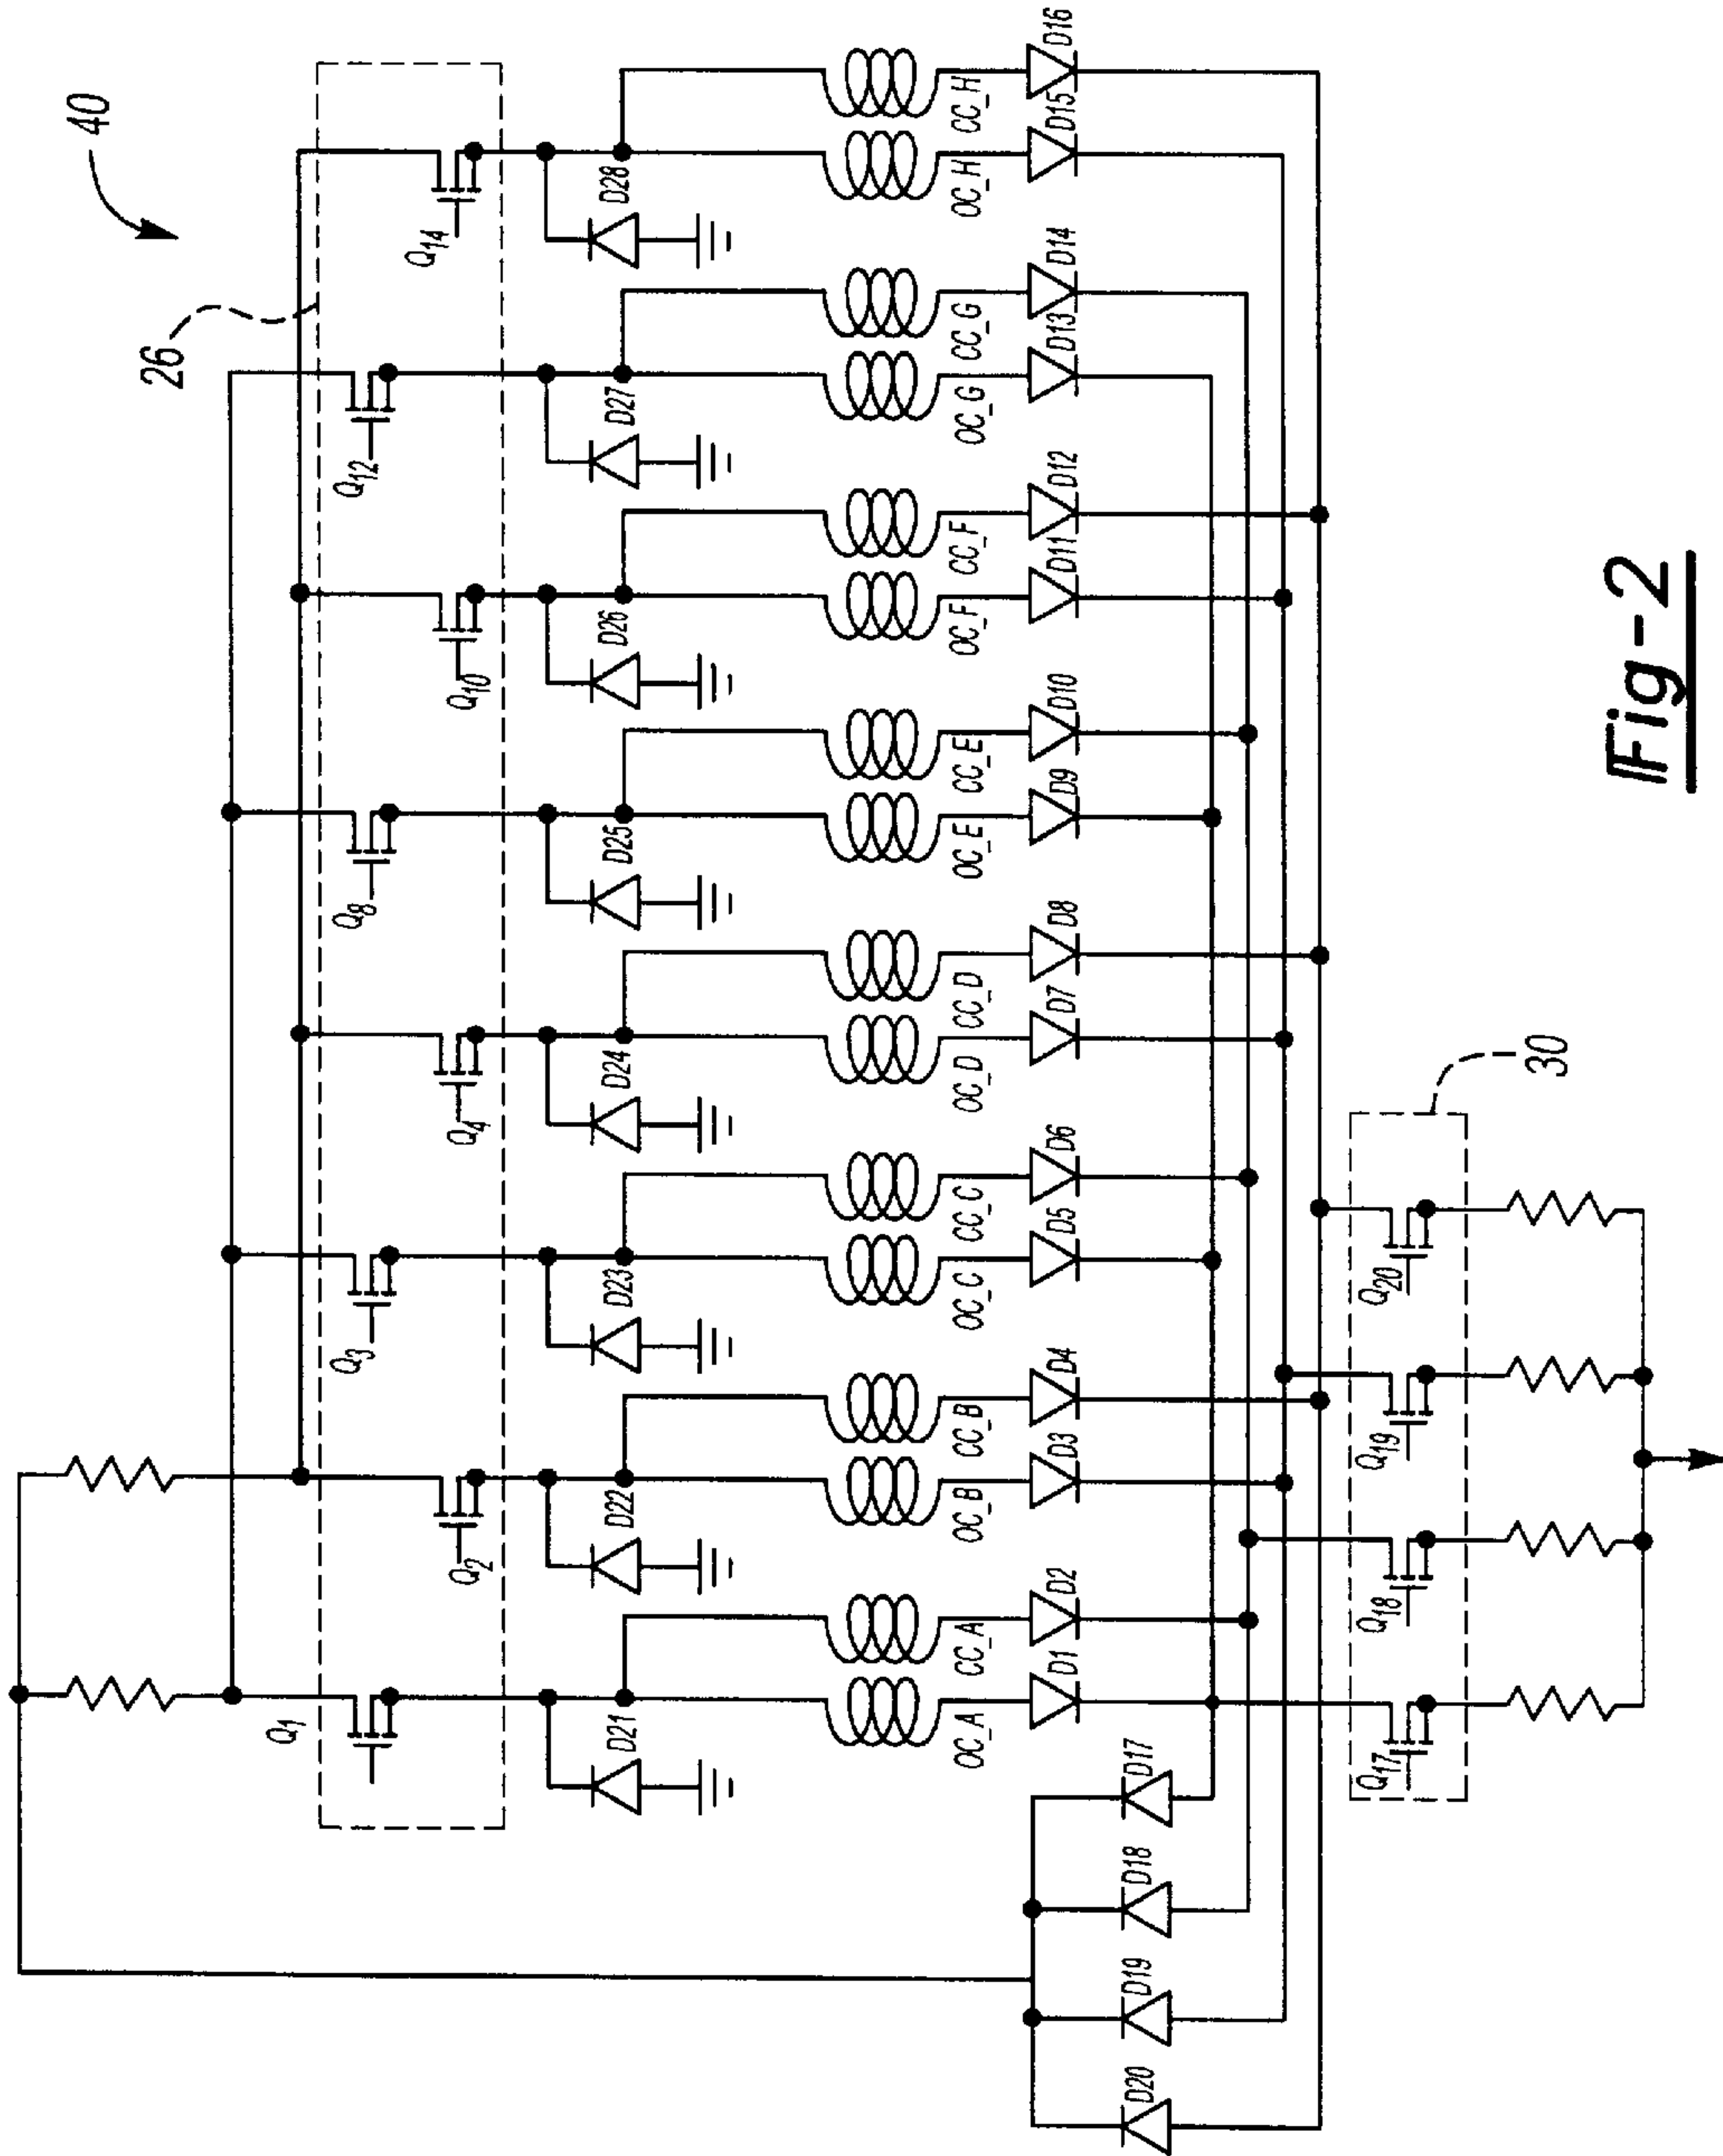 40
26
Q1
Q2
Q3
Q4
Q8
Q10
Q12
Q14
D21
D22
D23
D24
D25
D26
D27
D28
OC_A
CC_A
OC_B
CC_B
OC_C
CC_C
OC_D
CC_D
OC_E
CC_E
OC_F
CC_F
OC_G
CC_G
OC_H
CC_H
D1
D2
D3
D4
D5
D6
D7
D8
D9
D10
D11
D12
D13
D14
D15
D16
D20
D19
D18
D17
Q17
Q18
Q19
Q20
30
Fig-2